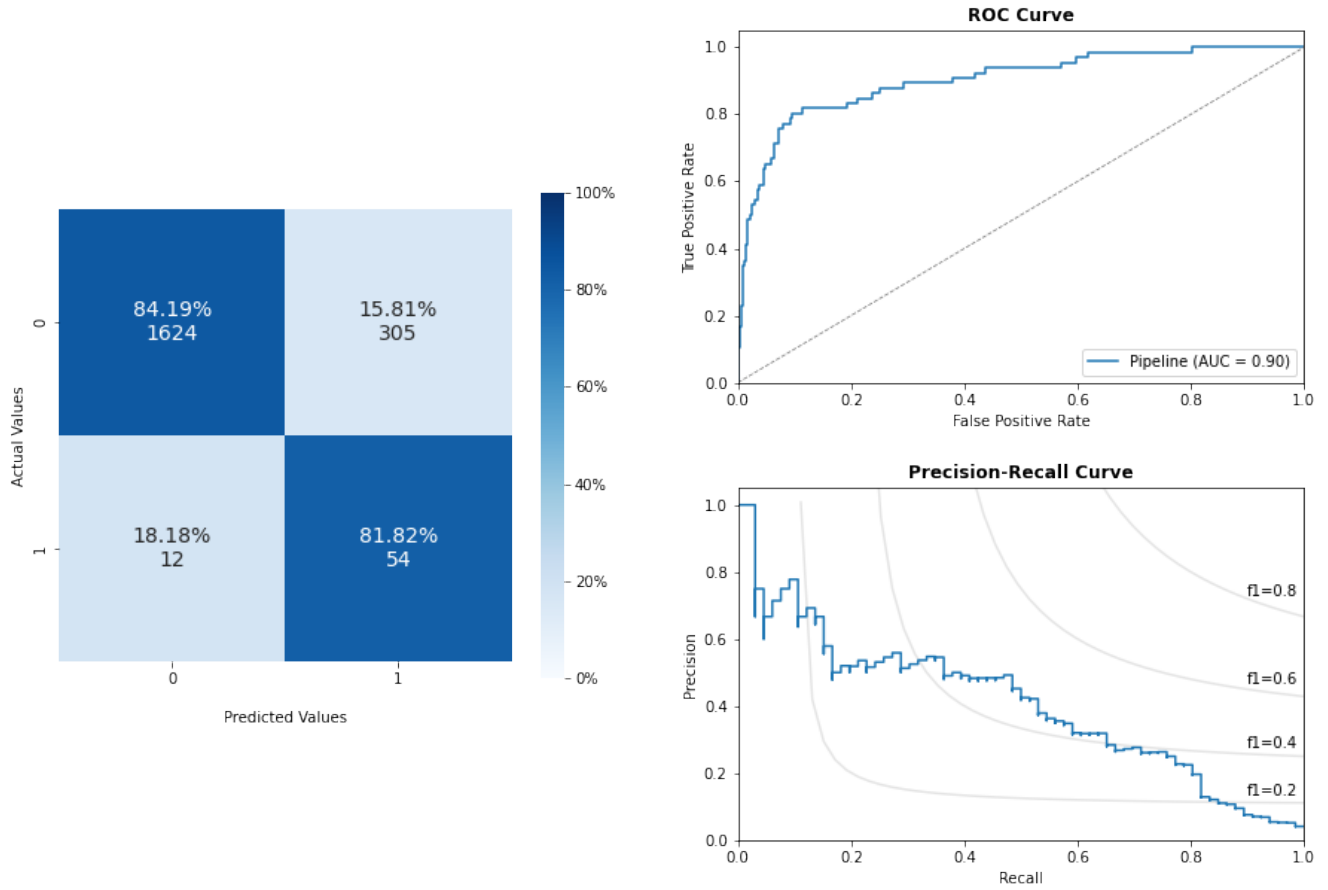 84.19%
1624
15.81%
305
18.18%
12
81.82%
54
0
1
Actual Values
0
1
Predicted Values
100%
80%
60%
40%
20%
0%
ROC Curve
1.0
0.8
0.6
0.4
0.2
0.0
True Positive Rate
Pipeline (AUC = 0.90)
0.0 0.2 0.4 0.6 0.8 1.0
False Positive Rate
Precision-Recall Curve
1.0
0.8
0.6
0.4
0.2
0.0
Precision
f1=0.8
f1=0.6
f1=0.4
f1=0.2
0.0 0.2 0.4 0.6 0.8 1.0
Recall